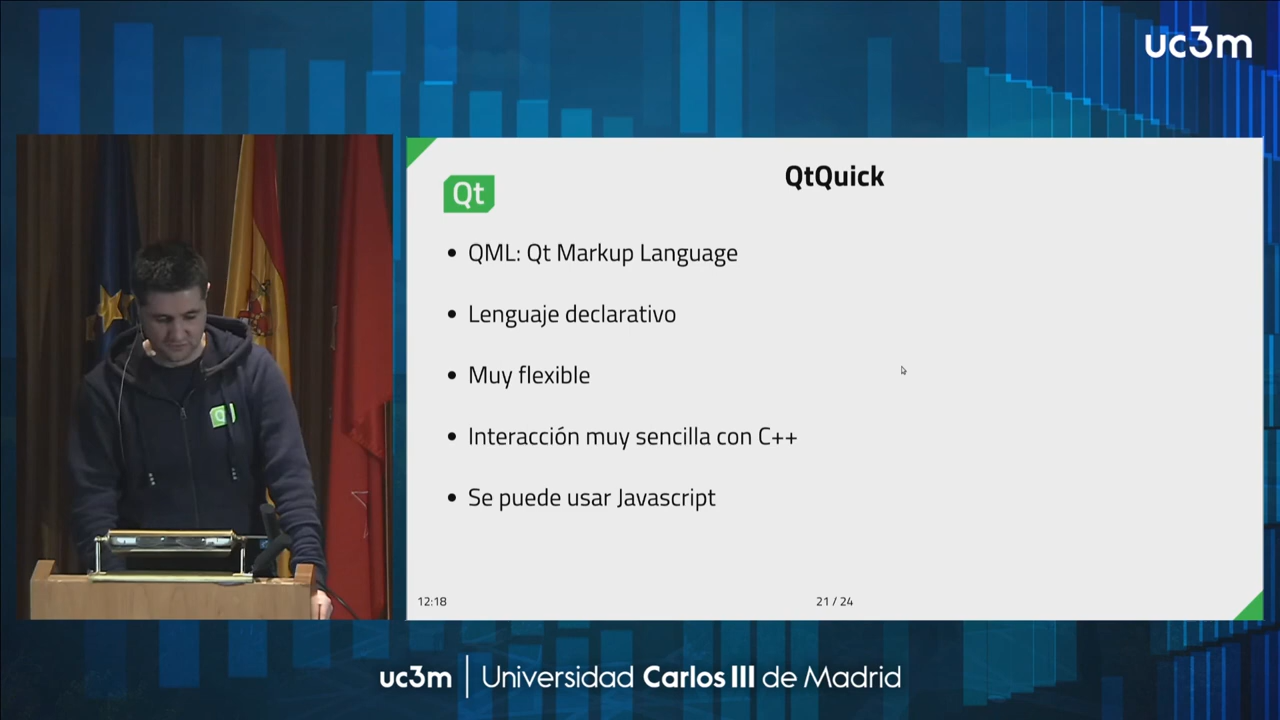 uc3m
QtQuick
Qt
QML: Qt Markup Language
Lenguaje declarativo
Muy flexible
Interacción muy sencilla con C++
Se puede usar Javascript
12:18
21 / 24
uc3m | Universidad Carlos III de Madrid